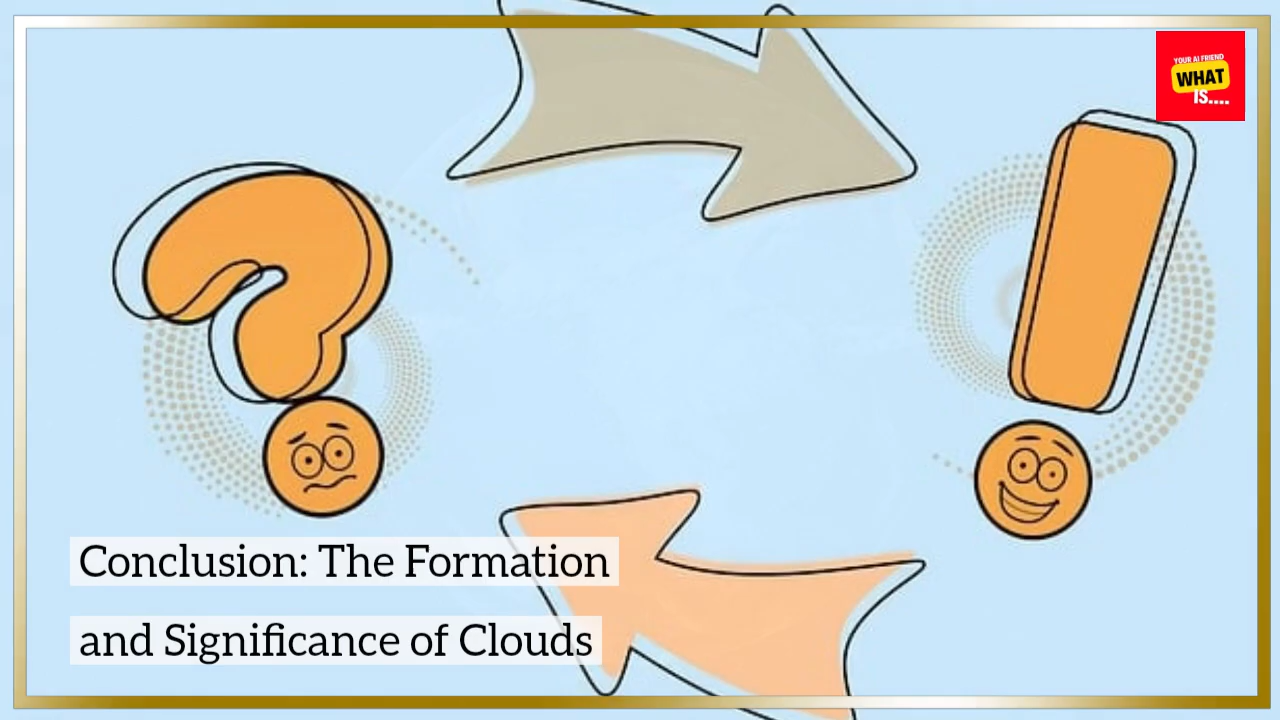 YOUR AI FRIEND
WHAT
IS....
Conclusion: The Formation
and Significance of Clouds